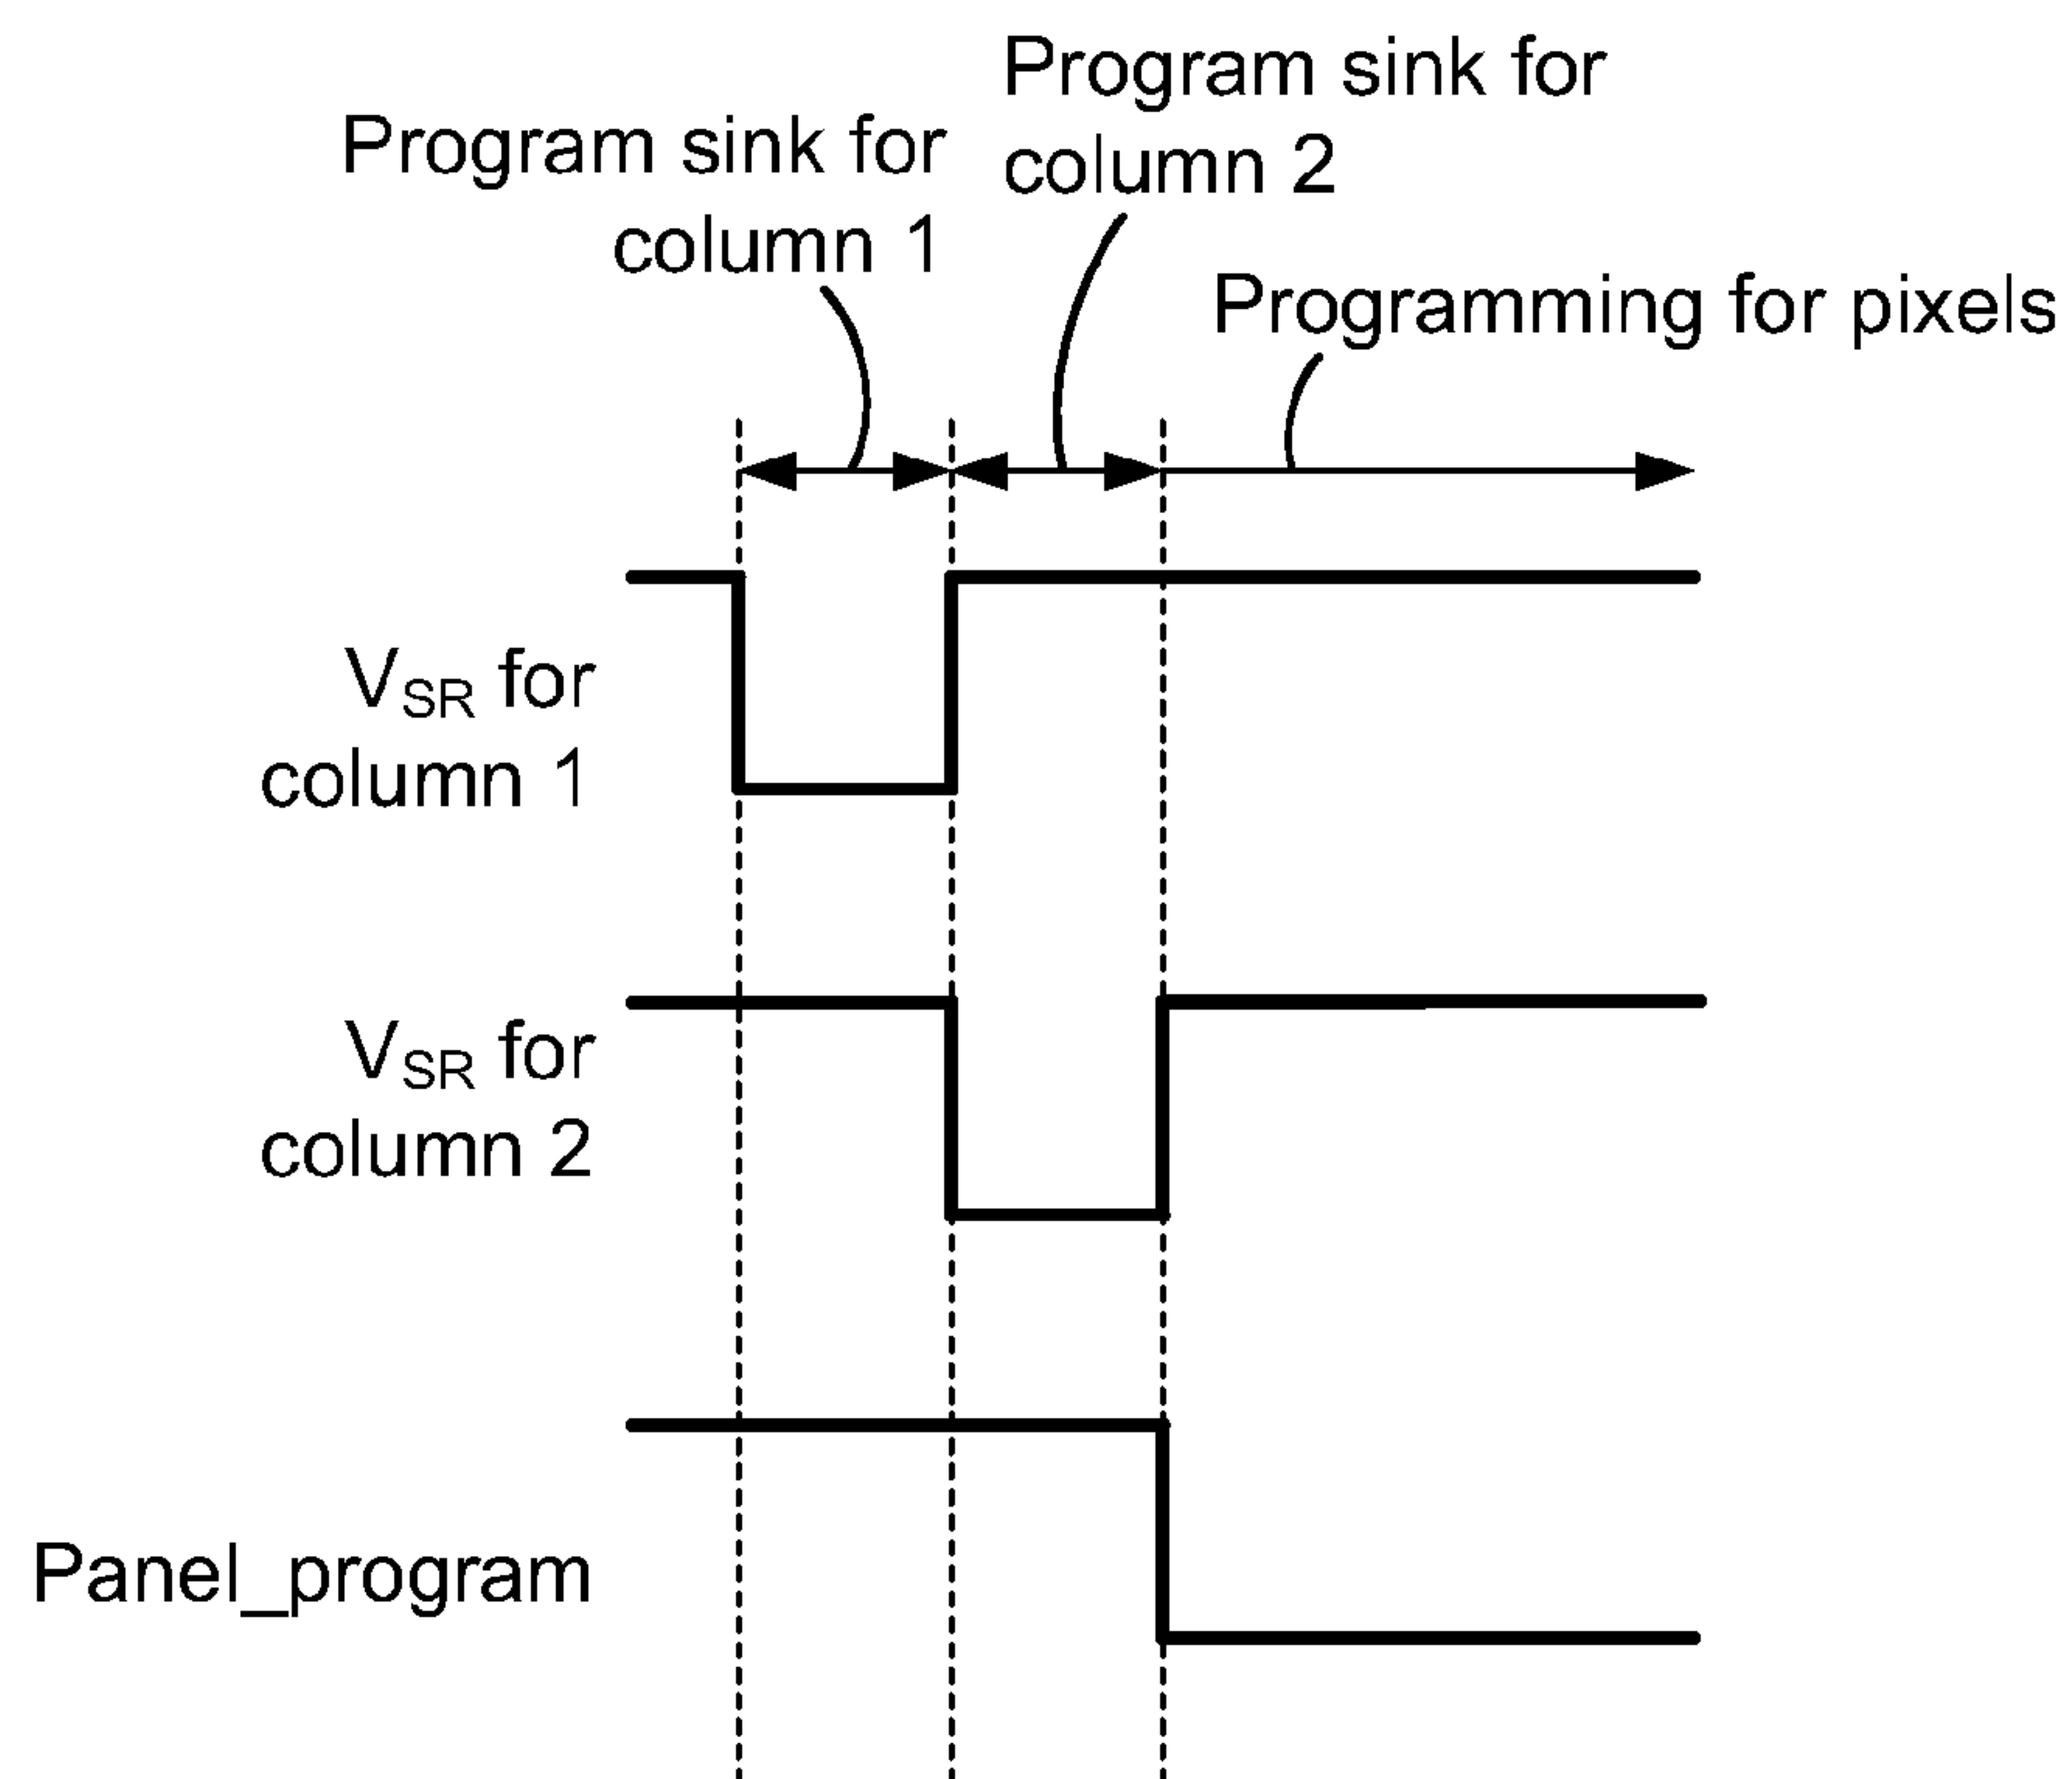 Program sink for
column 1
Program sink for
column 2
Programming for pixels
VSR for
column 1
VSR for
column 2
Panel_program